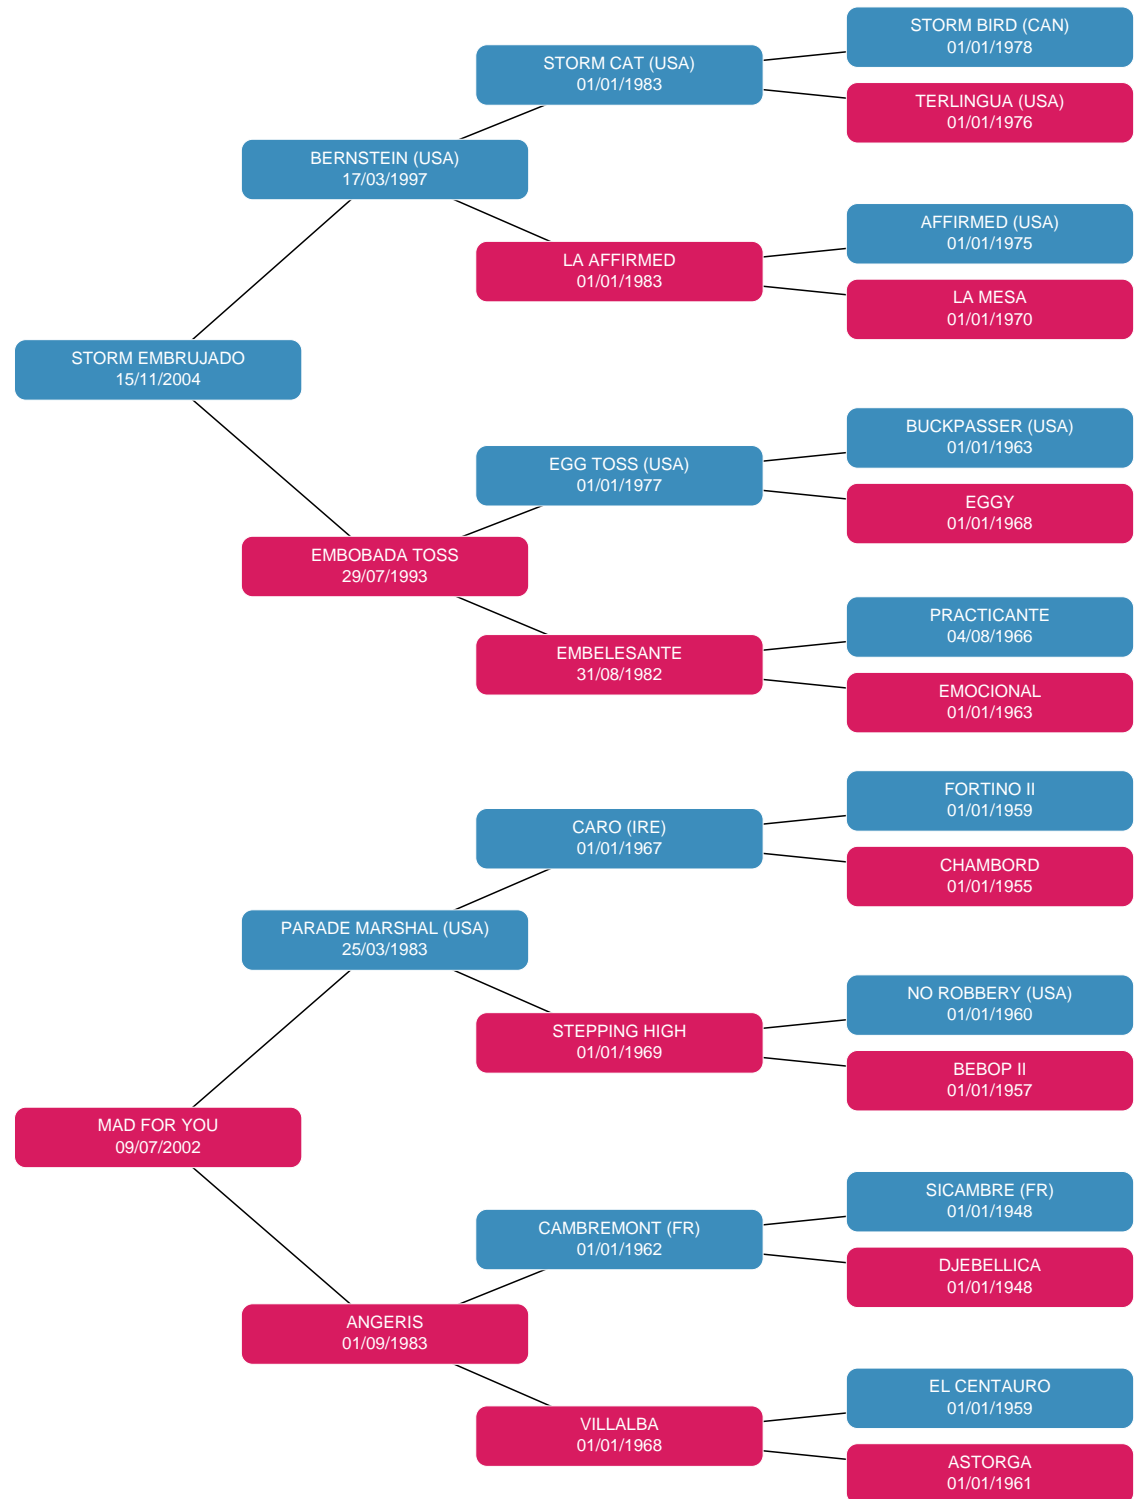 STORM BIRD (CAN)
01/01/1978
STORM CAT (USA)
01/01/1983
TERLINGUA (USA)
01/01/1976
BERNSTEIN (USA)
17/03/1997
AFFIRMED (USA)
01/01/1975
LA AFFIRMED
01/01/1983
LA MESA
01/01/1970
STORM EMBRUJADO
15/11/2004
BUCKPASSER (USA)
01/01/1963
EGG TOSS (USA)
01/01/1977
EGGY
01/01/1968
EMBOBADA TOSS
29/07/1993
PRACTICANTE
04/08/1966
EMBELESANTE
31/08/1982
EMOCIONAL
01/01/1963
FORTINO II
01/01/1959
CARO (IRE)
01/01/1967
CHAMBORD
01/01/1955
PARADE MARSHAL (USA)
25/03/1983
NO ROBBERY (USA)
01/01/1960
STEPPING HIGH
01/01/1969
BEBOP II
01/01/1957
MAD FOR YOU
09/07/2002
SICAMBRE (FR)
01/01/1948
CAMBREMONT (FR)
01/01/1962
DJEBELLICA
01/01/1948
ANGERIS
01/09/1983
EL CENTAURO
01/01/1959
VILLALBA
01/01/1968
ASTORGA
01/01/1961